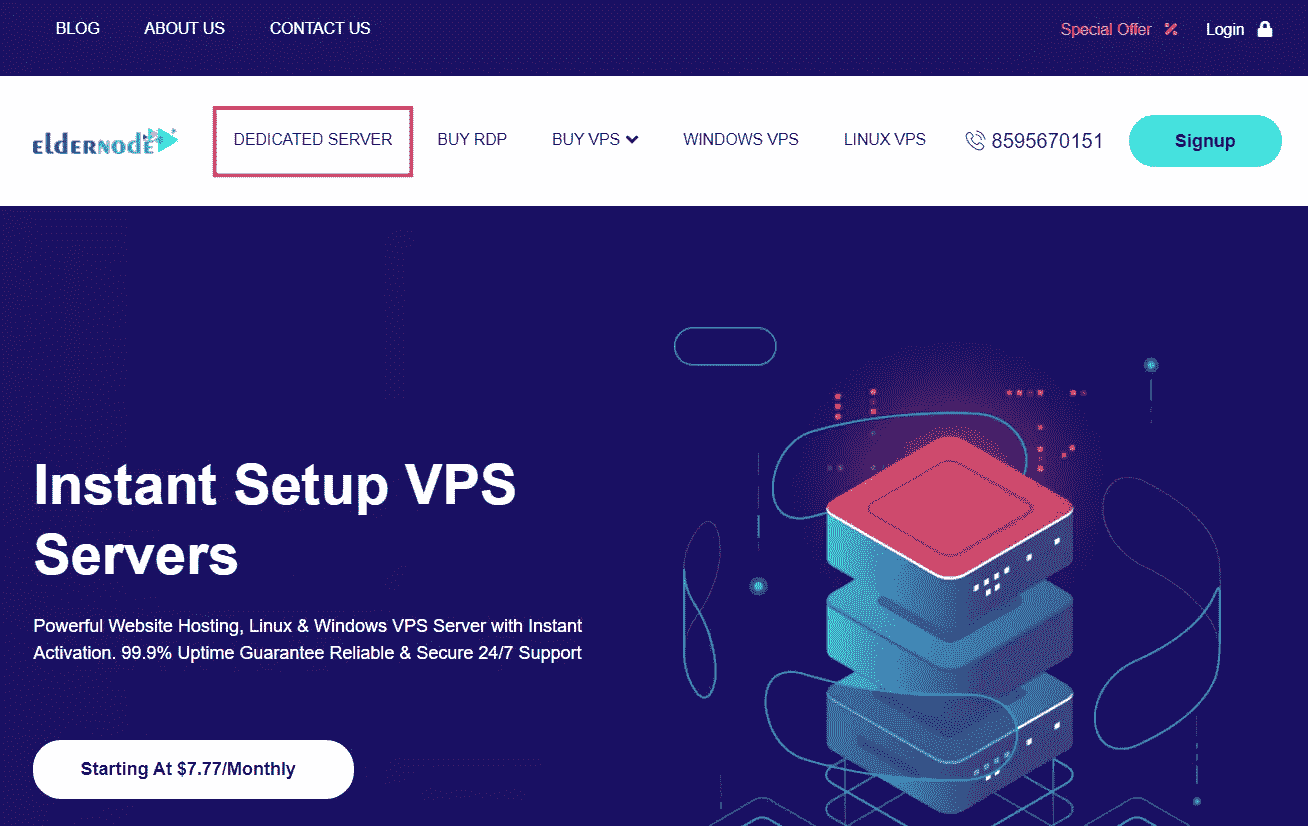 BLOG ABOUT US CONTACT US Special Offer Login
eldernode DEDICATED SERVER BUY RDP BUY VPS WINDOWS VPS LINUX VPS 8595670151 Signup
Instant Setup VPS
Servers
Powerful Website Hosting, Linux & Windows VPS Server with Instant
Activation. 99.9% Uptime Guarantee Reliable & Secure 24/7 Support
Starting At $7.77/Monthly